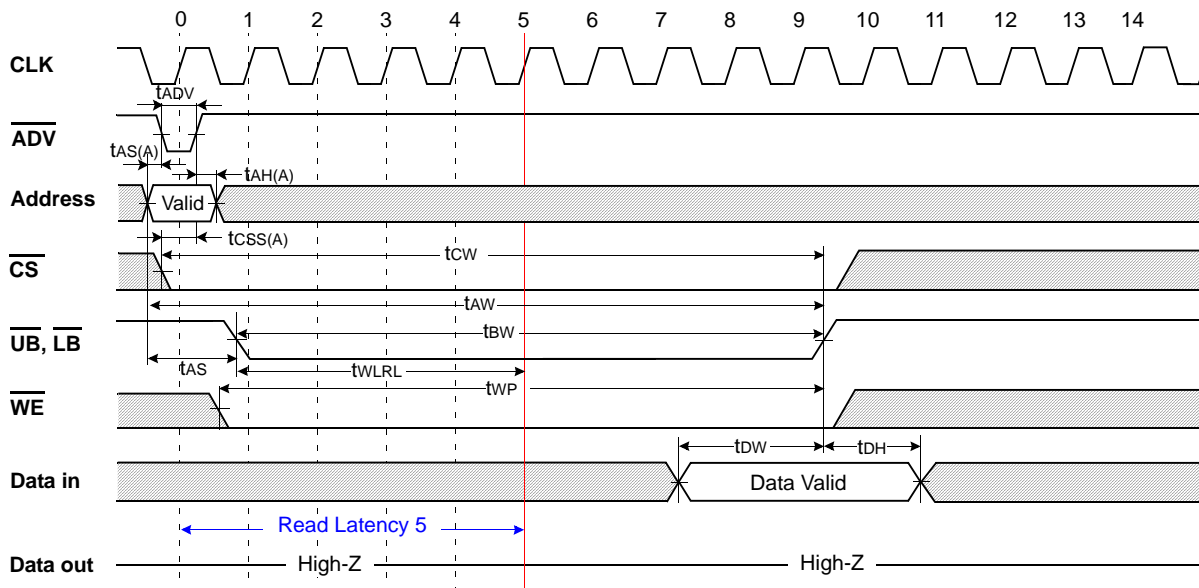 0 1 2 3 4 5 6 7 8 9 10 11 12 13 14
CLK
tADV
ADV
tAS(A)
tAH(A)
Address
Valid
tCSS(A)
CS
tCW
tAW
UB, LB
tBW
tAS
tWLRL
tWP
WE
tDW
tDH
Data in
Data Valid
Read Latency 5
Data out
High-Z
High-Z